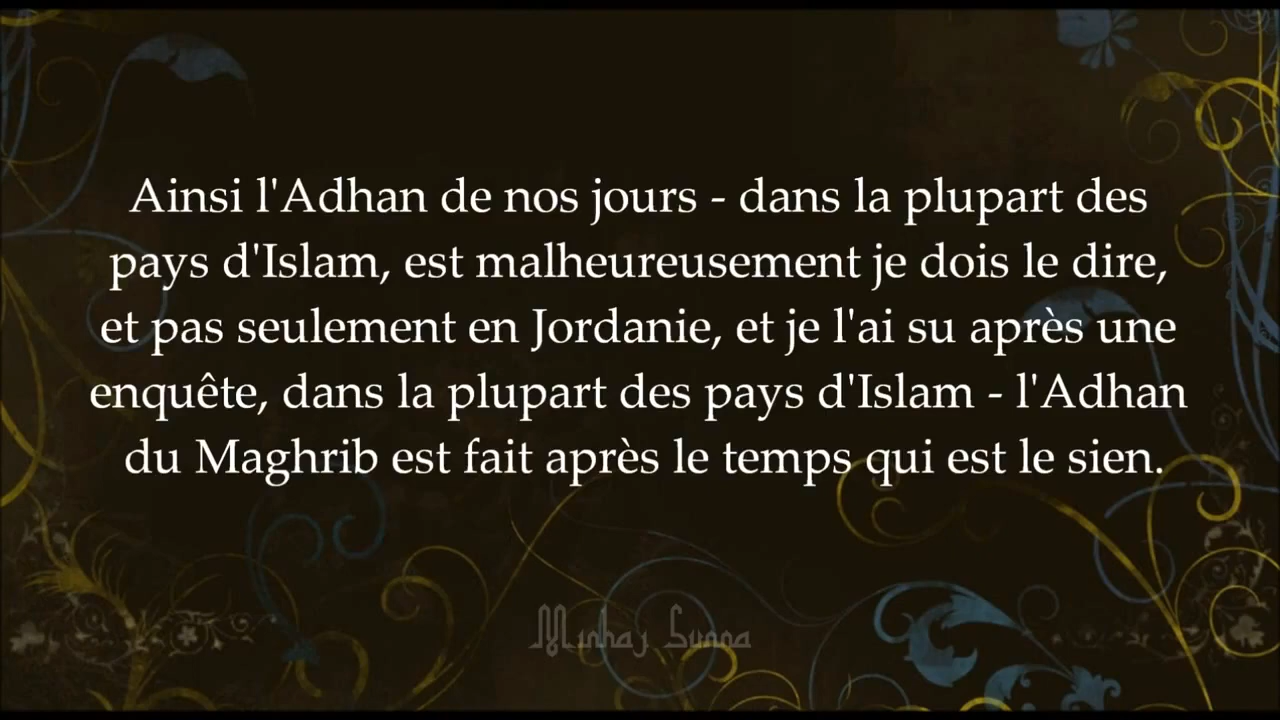 Ainsi l'Adhan de nos jours - dans la plupart des
pays d'Islam, est malheureusement je dois le dire,
et pas seulement en Jordanie, et je l'ai su après une
enquête, dans la plupart des pays d'Islam - l'Adhan
du Maghrib est fait après le temps qui est le sien.
Minhaj Sunna